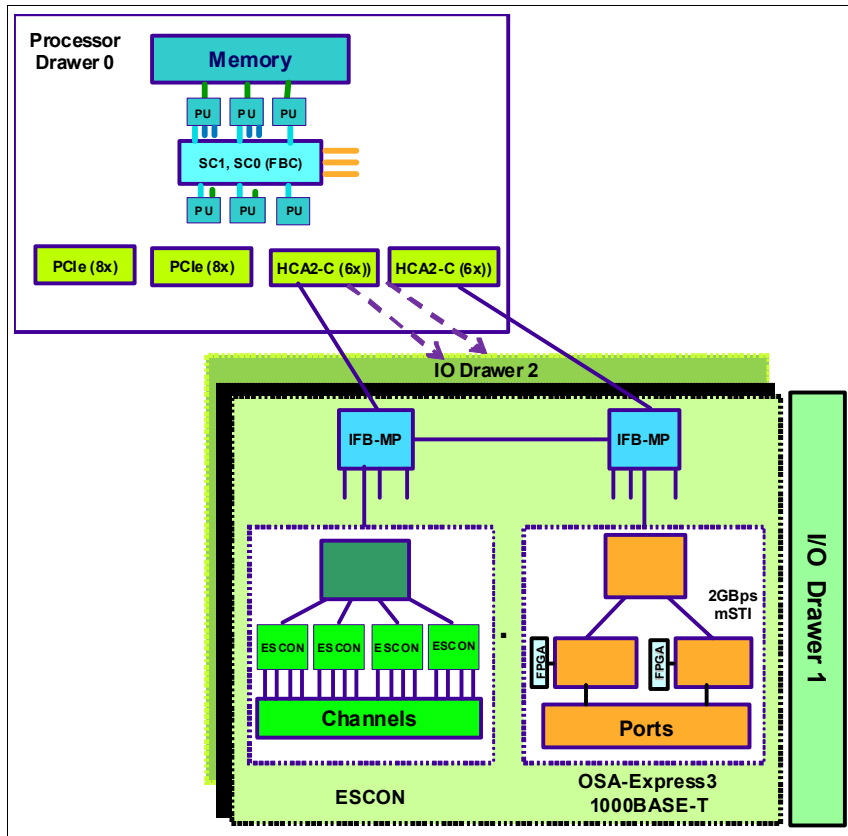 Processor
Drawer 0
Memory
PU
PU
PU
SC1, SC0 (FBC)
PU
PU
PU
PCIe (8x)
PCIe (8x)
HCA2-C (6x))
HCA2-C (6x))
IO Drawer 2
IFB-MP
IFB-MP
I/O Drawer 1
2GBps
mSTI
ESCON
ESCON
ESCON
ESCON
FPGA
FPGA
Channels
Ports
ESCON
OSA-Express3
1000BASE-T